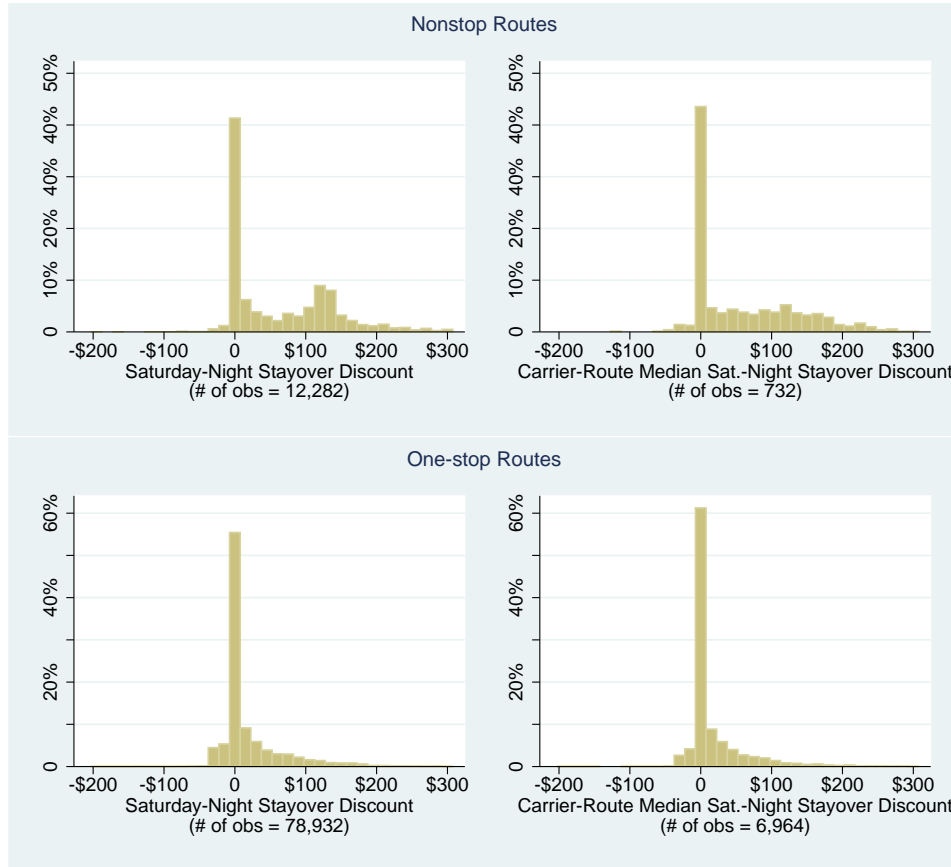 Nonstop Routes
50%
40%
40%
20%
10%
0
-$200 -$100 0 $100 $200 $300
Saturday-Night Stayover Discount
(# of obs = 12,282)
50%
40%
40%
20%
10%
0
-$200 -$100 0 $100 $200 $300
Carrier-Route Median Sat.-Night Stayover Discount
(# of obs = 732)
One-stop Routes
60%
40%
20%
0
-$200 -$100 0 $100 $200 $300
Saturday-Night Stayover Discount
(# of obs = 78,932)
60%
40%
20%
0
-$200 -$100 0 $100 $200 $300
Carrier-Route Median Sat.-Night Stayover Discount
(# of obs = 6,964)